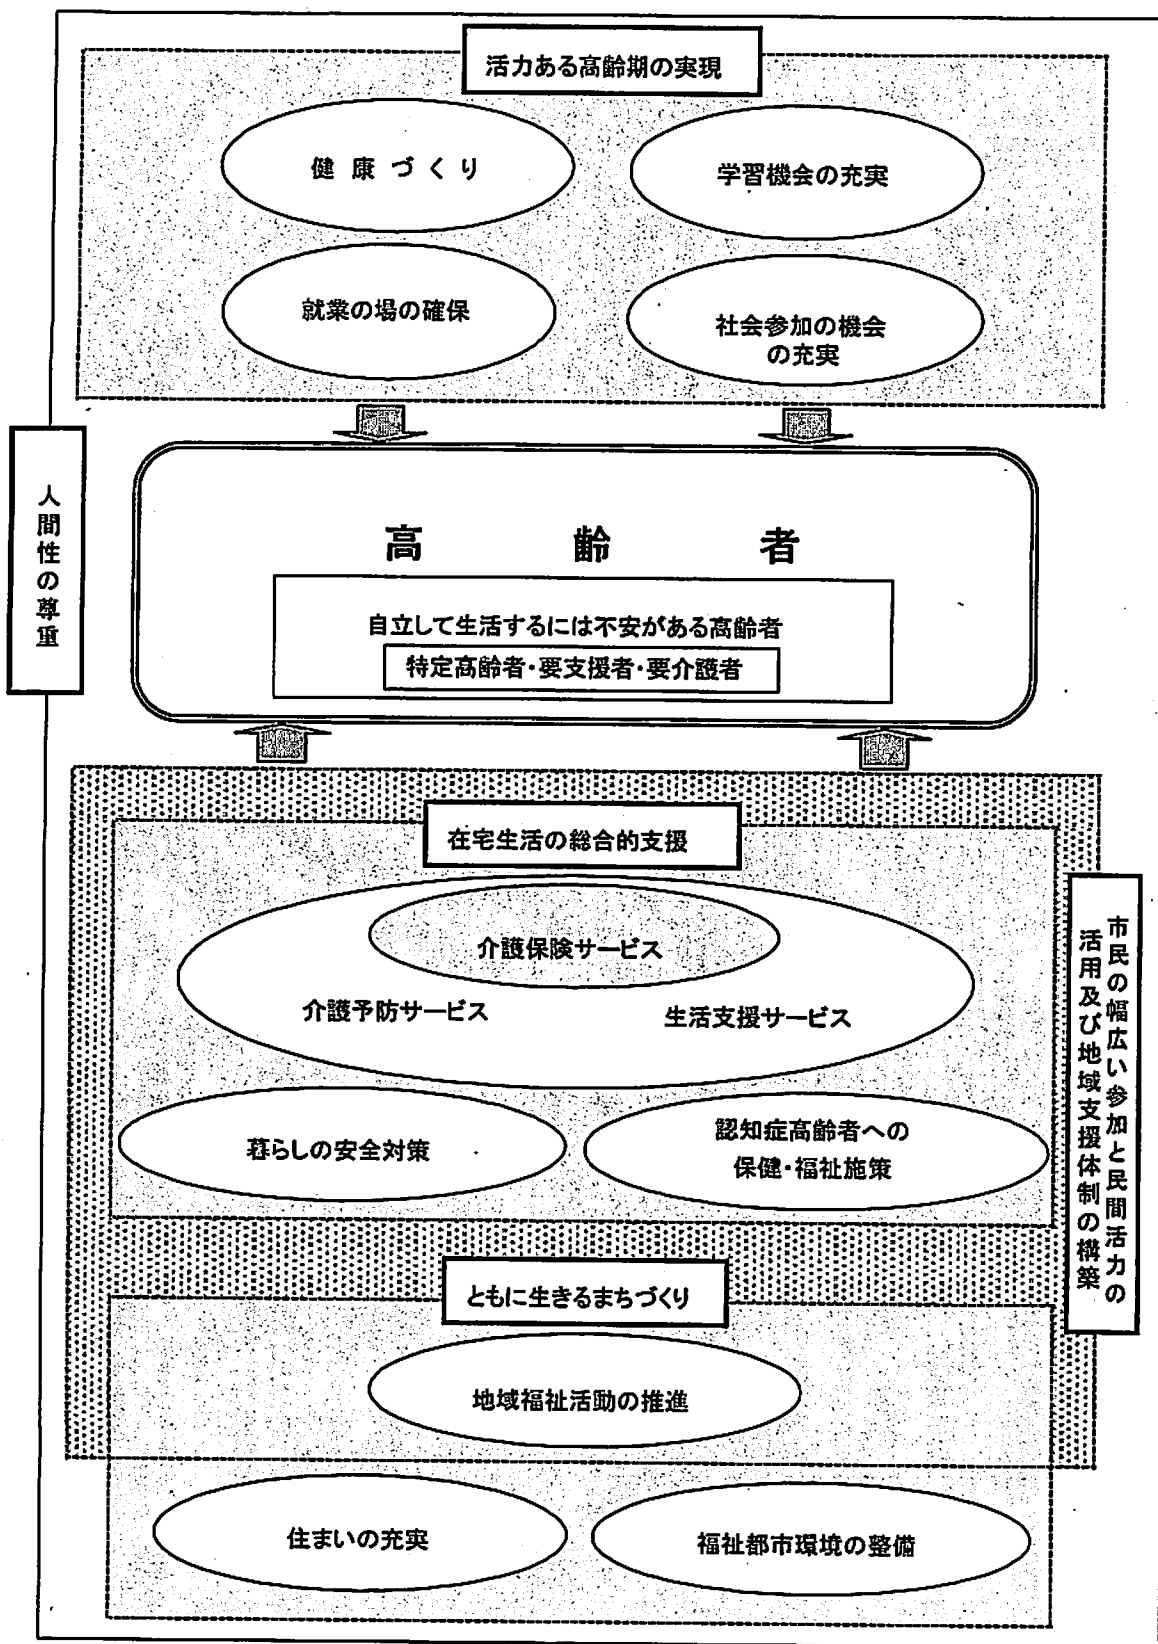 活力ある高齢期の実現
健康づくり
学習機会の充実
就業の場の確保
社会参加の機会
の充実
人間性の尊重
高齢者
自立して生活するには不安がある高齢者
特定高齢者・要支援者・要介護者
在宅生活の総合的支援
介護保険サービス
介護予防サービス
生活支援サービス
暮らしの安全対策
認知症高齢者への
保健・福祉施策
市民の幅広い参加と民間活力の
活用及び地域支援体制の構築
ともに生きるまちづくり
地域福祉活動の推進
住まいの充実
福祉都市環境の整備